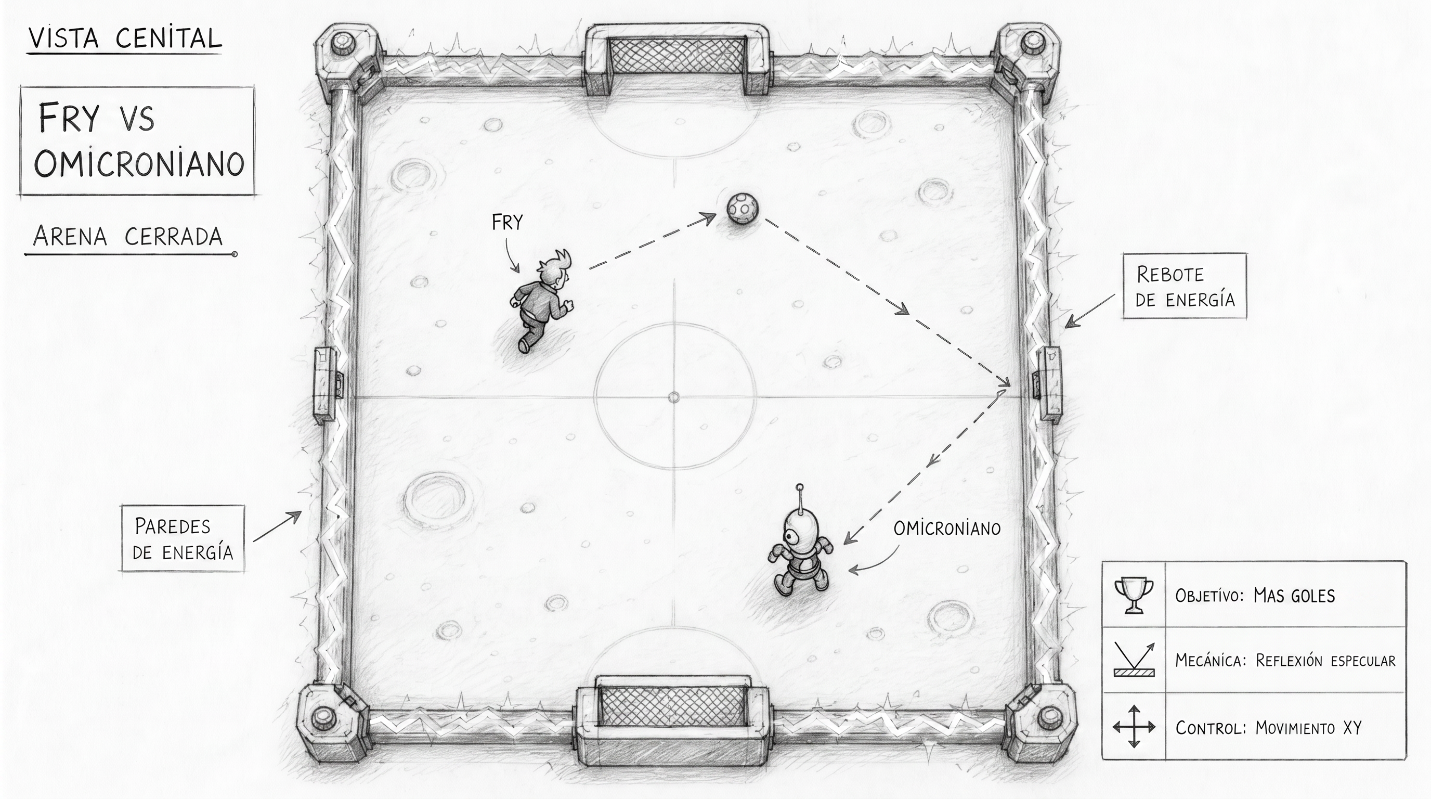 VISTA CENITAL
FRY VS
OMICRONIANO
ARENA CERRADA
FRY
REBOTE
DE ENERGÍA
PAREDES
DE ENERGÍA
OMICRONIANO
OBJETÍVO: MAS GOLES
MECÁNICA: REFLEXIÓN ESPECULAR
CONTROL: MOVIMIENTO XY